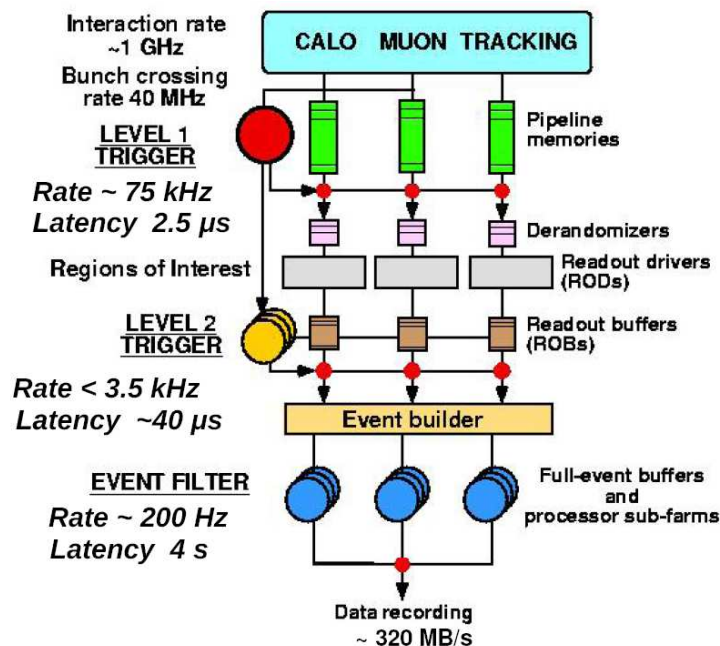 Interaction rate
~1 GHz
CALO MUON TRACKING
Bunch crossing
rate 40 MHz
Pipeline
memories
LEVEL 1
TRIGGER
Rate ~ 75 kHz
Latency 2.5 µs
Derandomizers
Regions of Interest
Readout drivers
(RODs)
LEVEL 2
TRIGGER
Readout buffers
(ROBs)
Rate < 3.5 kHz
Latency ~40 µs
Event builder
EVENT FILTER
Rate ~ 200 Hz
Latency 4 s
Full-event buffers
and
processor sub-farms
Data recording
~ 320 MB/s